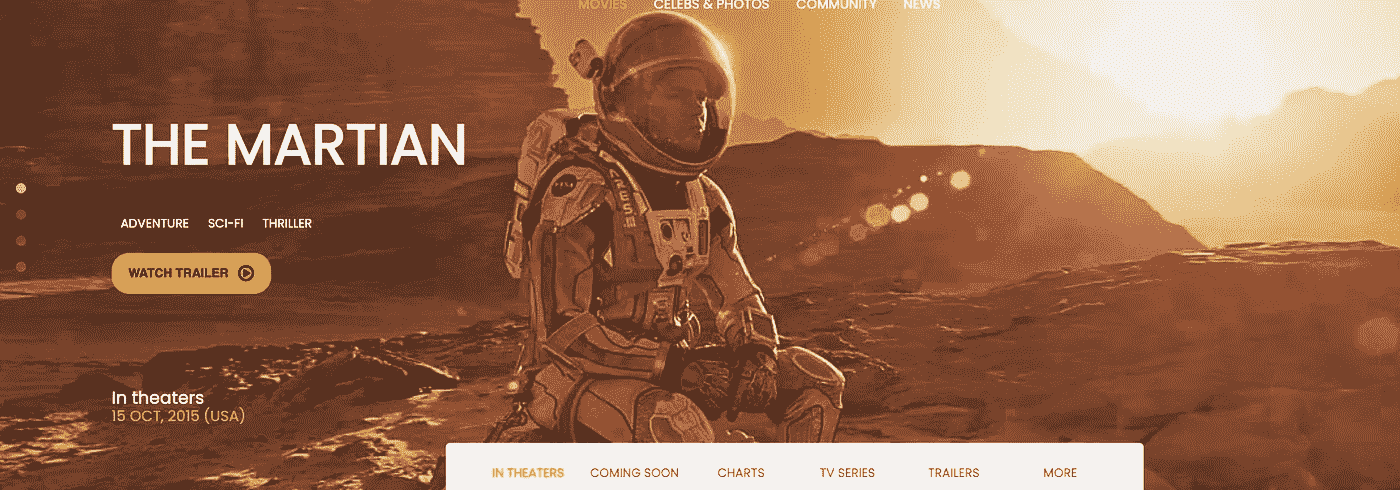 MOVIES CELEBS & PHOTOS COMMUNITY NEWS
THE MARTIAN
ADVENTURE SCI-FI THRILLER
WATCH TRAILER
In theaters
15 OCT, 2015 (USA)
IN THEATERS COMING SOON CHARTS TV SERIES TRAILERS MORE